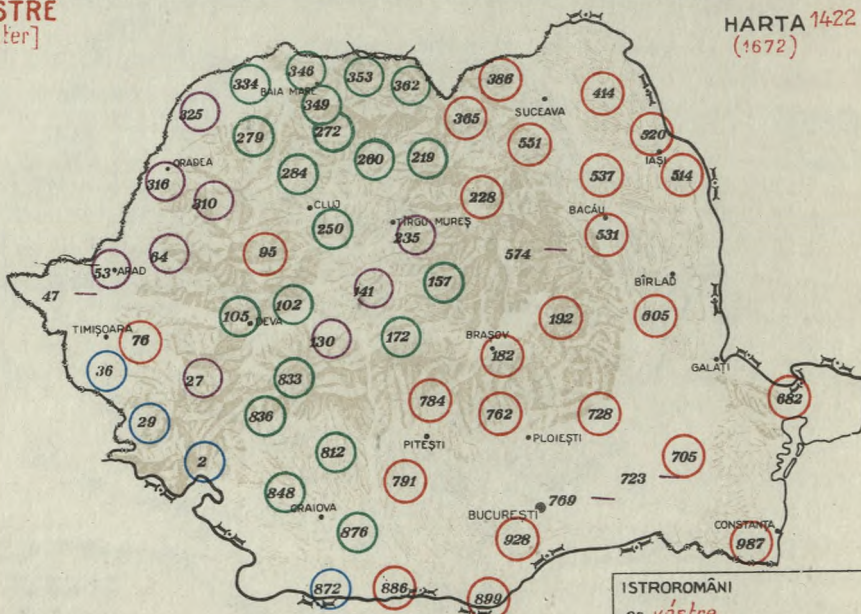 STRE
ter]
HARTA 1422
(1672)
346
353
334
BAIA MARE
362
386
349
325
414
SUCEAVA
365
272
279
551
520
IAȘI
260
219
ORADEA
284
537
514
316
310
228
CLUJ
BACĂU
250
TÎRGU MUREȘ
235
531
95
574
64
53 ARAD
BÎRLAD
47
141
157
102
105
DEVA
192
605
TIMIȘOARA
76
130
172
BRAȘOV
182
36
27
833
GALAȚI
784
682
836
762
728
29
PITEȘTI
PLOIEȘTI
812
2
705
791
723
848
769
CRAIOVA
BUCUREȘTI
876
928
CONSTANȚA
987
872
886
899
ISTROROMÂNI